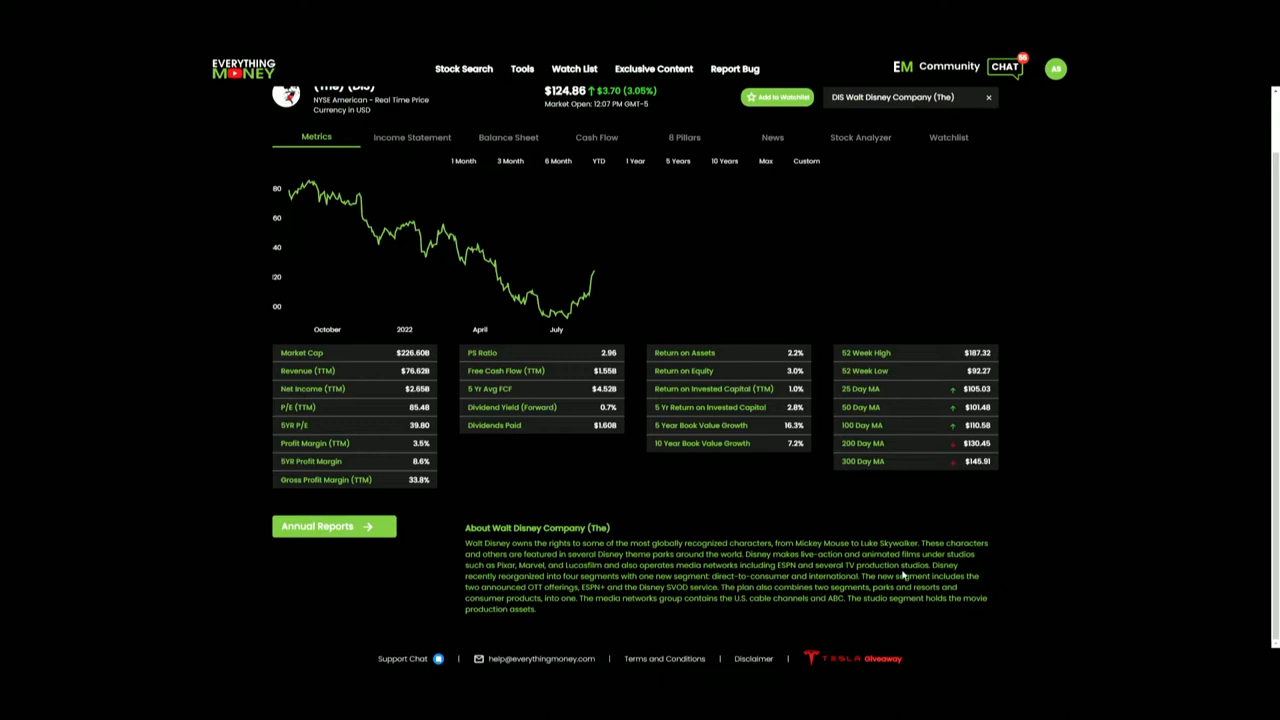 EVERYTHING
MONEY
Stock Search Tools Watch List Exclusive Content Report Bug
EM Community CHAT 55 AS
(The) (DIS)
NYSE American - Real Time Price
Currency in USD
$124.86 ↑ $3.70 (3.05%)
Market Open: 12:07 PM GMT-5
Add to Watchlist
DIS Walt Disney Company (The) ×
Metrics Income Statement Balance Sheet Cash Flow 8 Pillars News Stock Analyzer Watchlist
1 Month 3 Month 6 Month YTD 1 Year 5 Years 10 Years Max Custom
80
60
40
20
00
October 2022 April July
Market Cap $226.60B
Revenue (TTM) $76.62B
Net Income (TTM) $2.65B
P/E (TTM) 85.48
5YR P/E 39.80
Profit Margin (TTM) 3.5%
5YR Profit Margin 8.6%
Gross Profit Margin (TTM) 33.8%
PS Ratio 2.96
Free Cash Flow (TTM) $1.55B
5 Yr Avg FCF $4.52B
Dividend Yield (Forward) 0.7%
Dividends Paid $1.60B
Return on Assets 2.2%
Return on Equity 3.0%
Return on Invested Capital (TTM) 1.0%
5 Yr Return on Invested Capital 2.8%
5 Year Book Value Growth 16.3%
10 Year Book Value Growth 7.2%
52 Week High $187.32
52 Week Low $92.27
25 Day MA ↑ $105.03
50 Day MA ↑ $101.48
100 Day MA ↑ $110.58
200 Day MA $130.45
300 Day MA $145.91
Annual Reports →
About Walt Disney Company (The)
Walt Disney owns the rights to some of the most globally recognized characters, from Mickey Mouse to Luke Skywalker. These characters
and others are featured in several Disney theme parks around the world. Disney makes live-action and animated films under studios
such as Pixar, Marvel, and Lucasfilm and also operates media networks including ESPN and several TV production studios. Disney
recently reorganized into four segments with one new segment: direct-to-consumer and international. The new segment includes the
two announced OTT offerings, ESPN+ and the Disney SVOD service. The plan also combines two segments, parks and resorts and
consumer products, into one. The media networks group contains the U.S. cable channels and ABC. The studio segment holds the movie
production assets.
Support Chat | help@everythingmoney.com | Terms and Conditions | Disclaimer | TESLA Giveaway